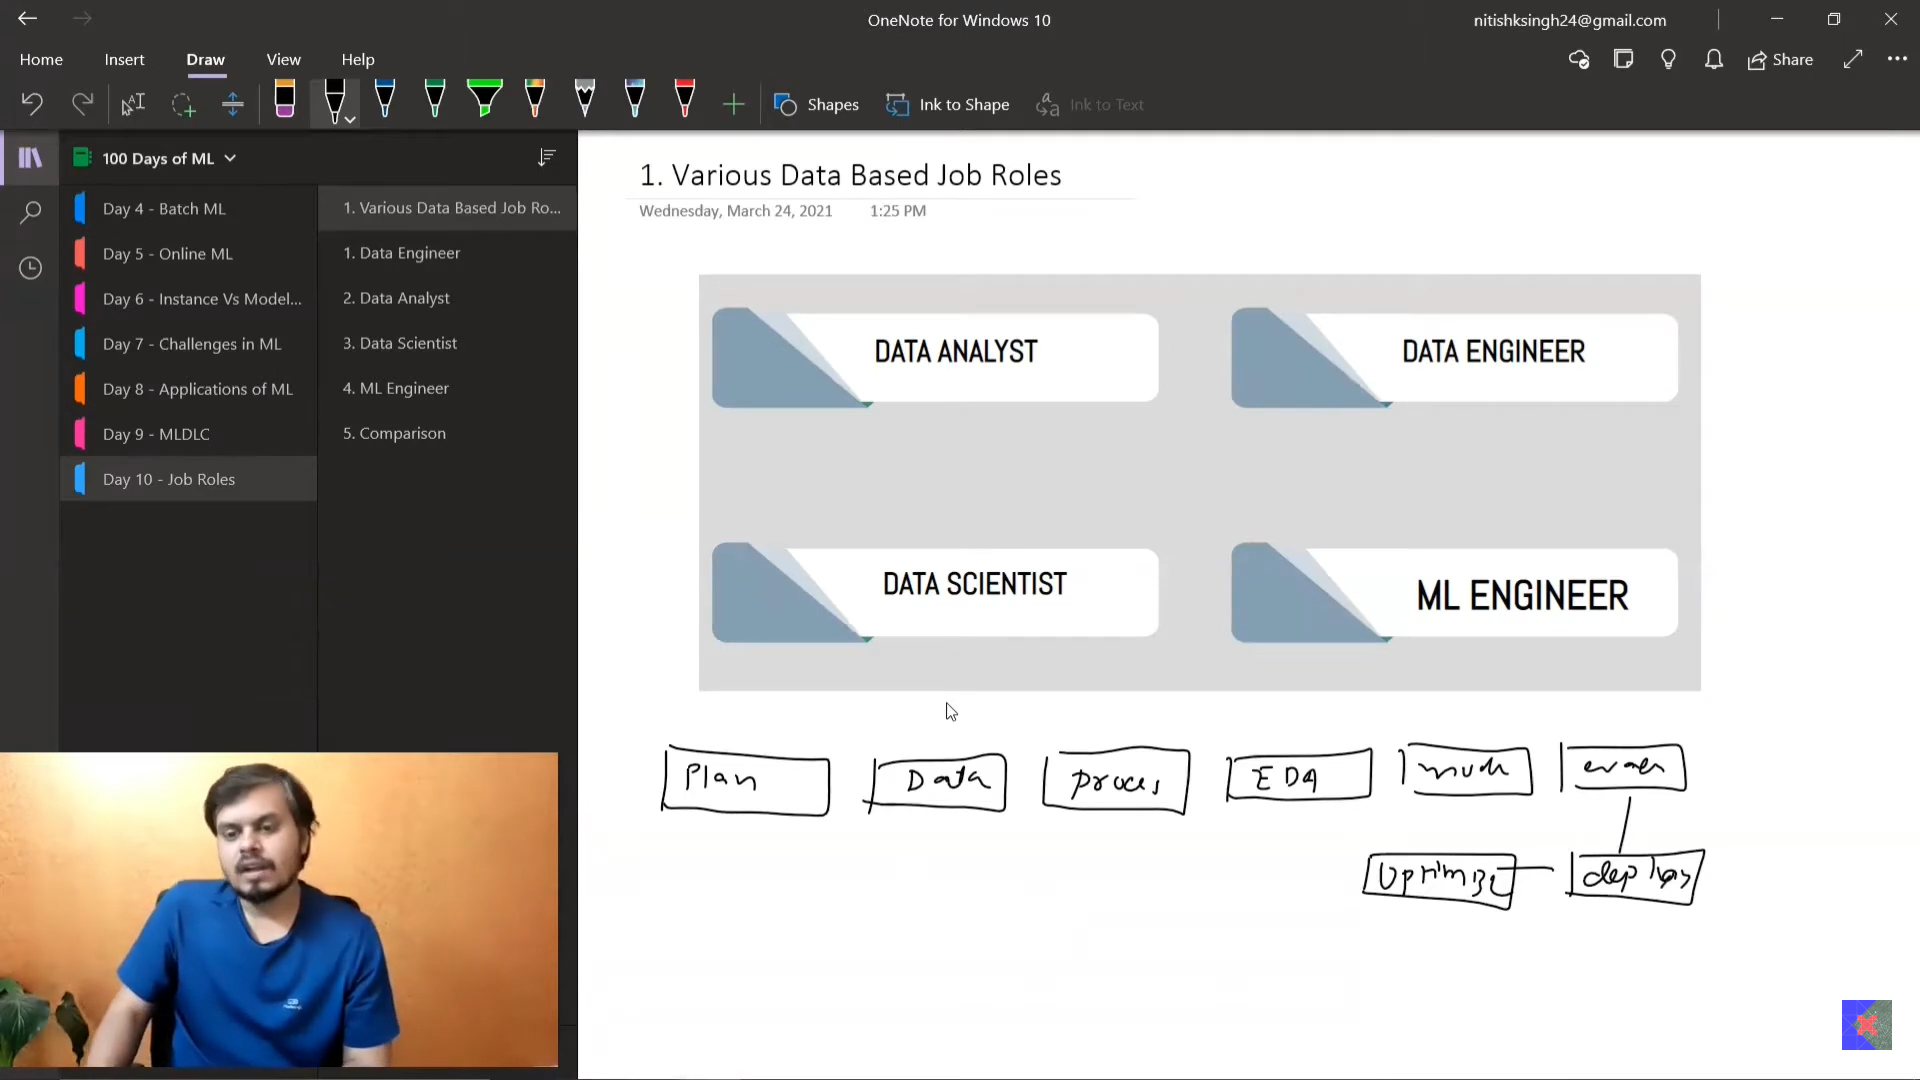 OneNote for Windows 10
nitishksingh24@gmail.com
Home Insert Draw View Help
Share
Shapes Ink to Shape Ink to Text
100 Days of ML
Day 4 - Batch ML
Day 5 - Online ML
Day 6 - Instance Vs Model...
Day 7 - Challenges in ML
Day 8 - Applications of ML
Day 9 - MLDLC
Day 10 - Job Roles
1. Various Data Based Job Ro...
1. Data Engineer
2. Data Analyst
3. Data Scientist
4. ML Engineer
5. Comparison
1. Various Data Based Job Roles
Wednesday, March 24, 2021 1:25 PM
DATA ANALYST
DATA ENGINEER
DATA SCIENTIST
ML ENGINEER
Plan Data Proces EDA
Optimize deploy